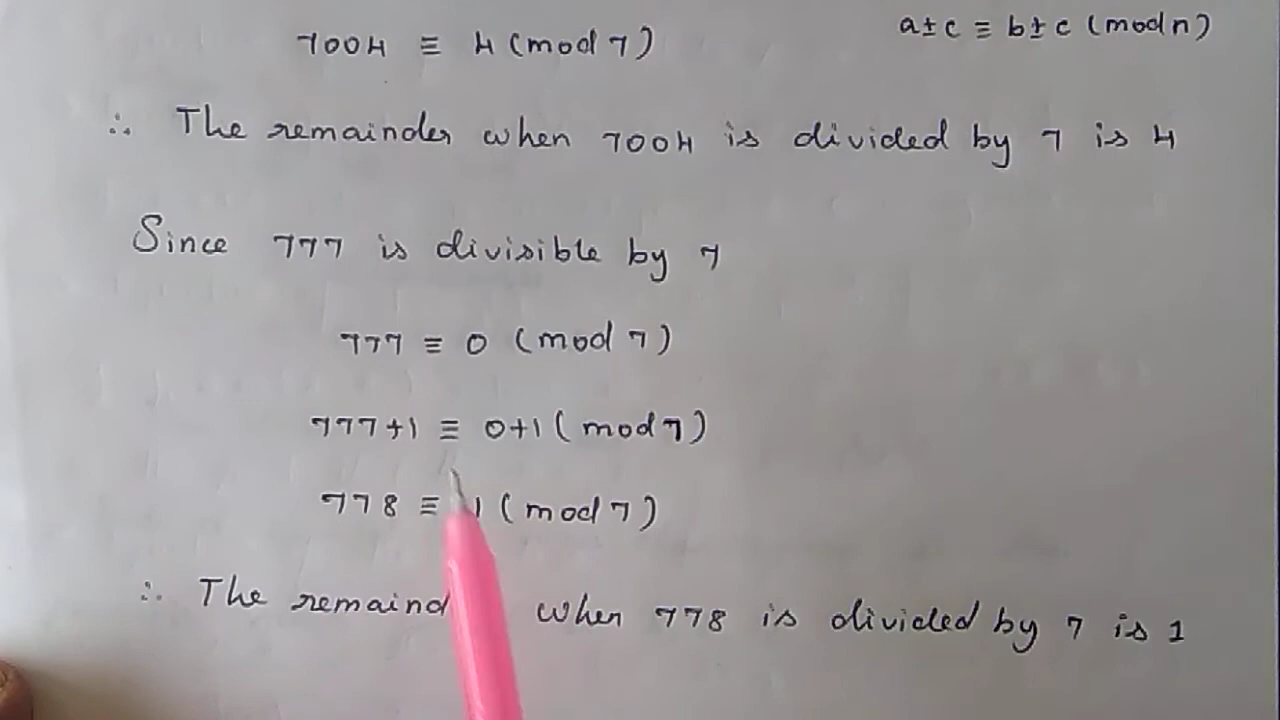 a±c ≡ b±c (mod n)
7004 ≡ 4 (mod 7)
∴ The remainder when 7004 is divided by 7 is 4
Since 777 is divisible by 7
777 ≡ 0 (mod 7)
777+1 ≡ 0+1 (mod 7)
778 ≡ 1 (mod 7)
∴ The remaind when 778 is divided by 7 is 1